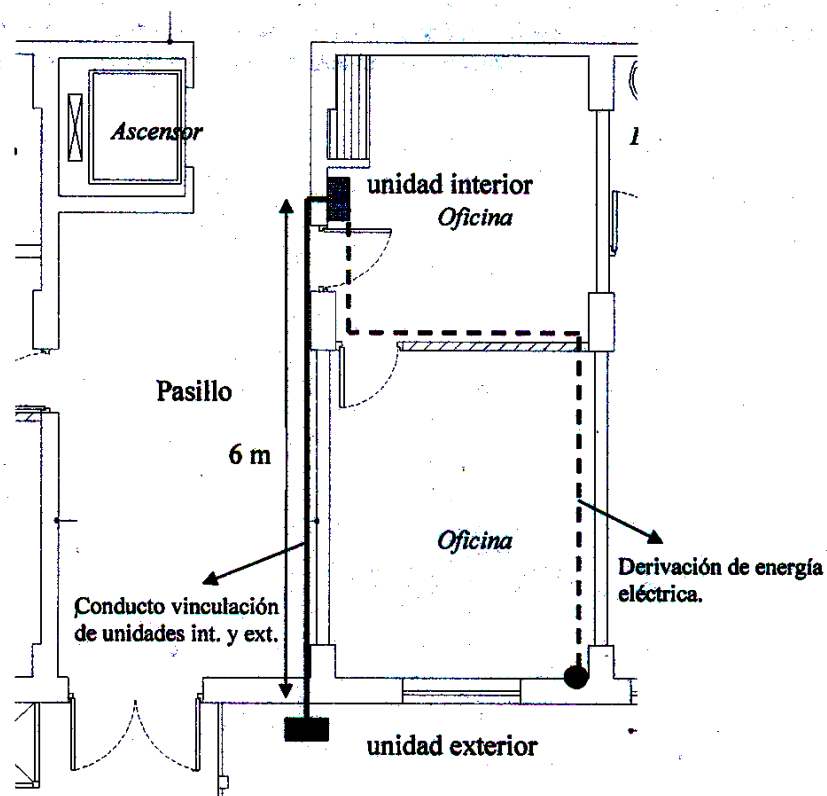 Ascensor
unidad interior
Oficina
Pasillo
6 m
Oficina
Derivación de energía
eléctrica.
Conducto vinculación
de unidades int. y ext.
unidad exterior